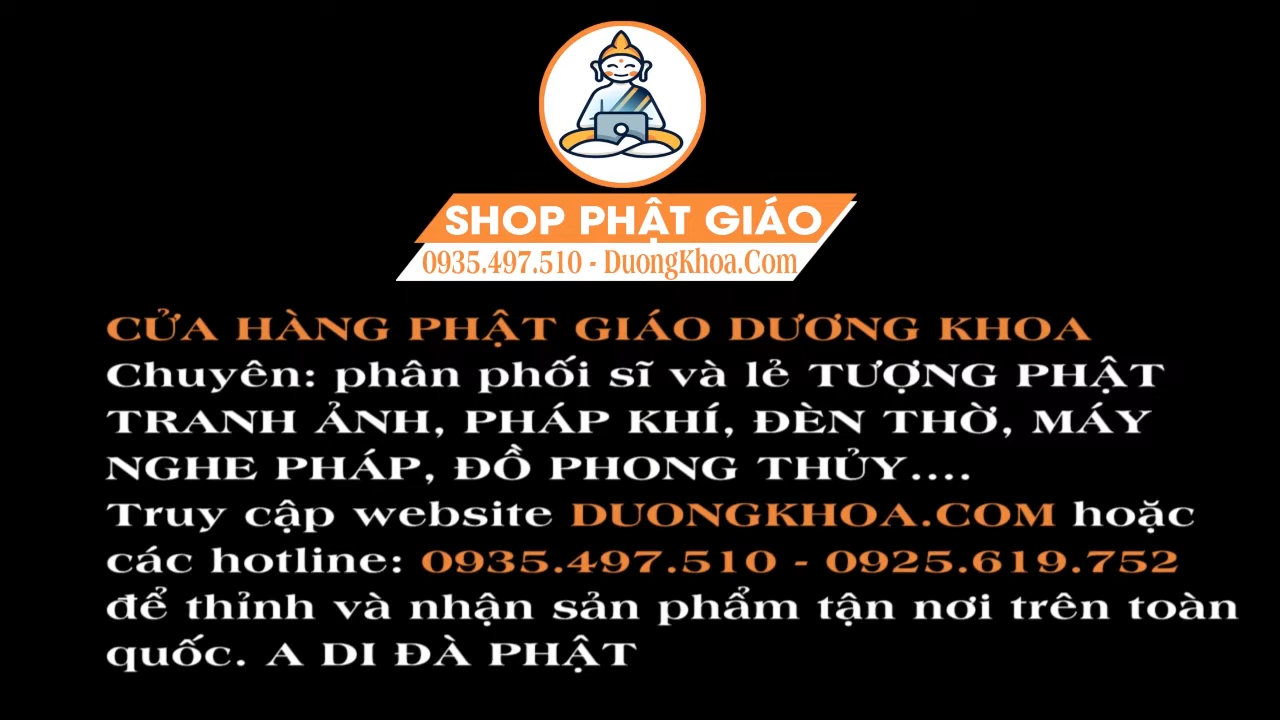 SHOP PHẬT GIÁO
0935.497.510 - DuongKhoa.Com
CỬA HÀNG PHẬT GIÁO DƯƠNG KHOA
Chuyên: phân phối sĩ và lẻ TƯỢNG PHẬT
TRANH ẢNH, PHÁP KHÍ, ĐÈN THỜ, MÁY
NGHE PHÁP, ĐỒ PHONG THỦY....
Truy cập website DUONGKHOA.COM hoặc
các hotline: 0935.497.510 - 0925.619.752
để thỉnh và nhận sản phẩm tận nơi trên toàn
quốc. A DI ĐÀ PHẬT